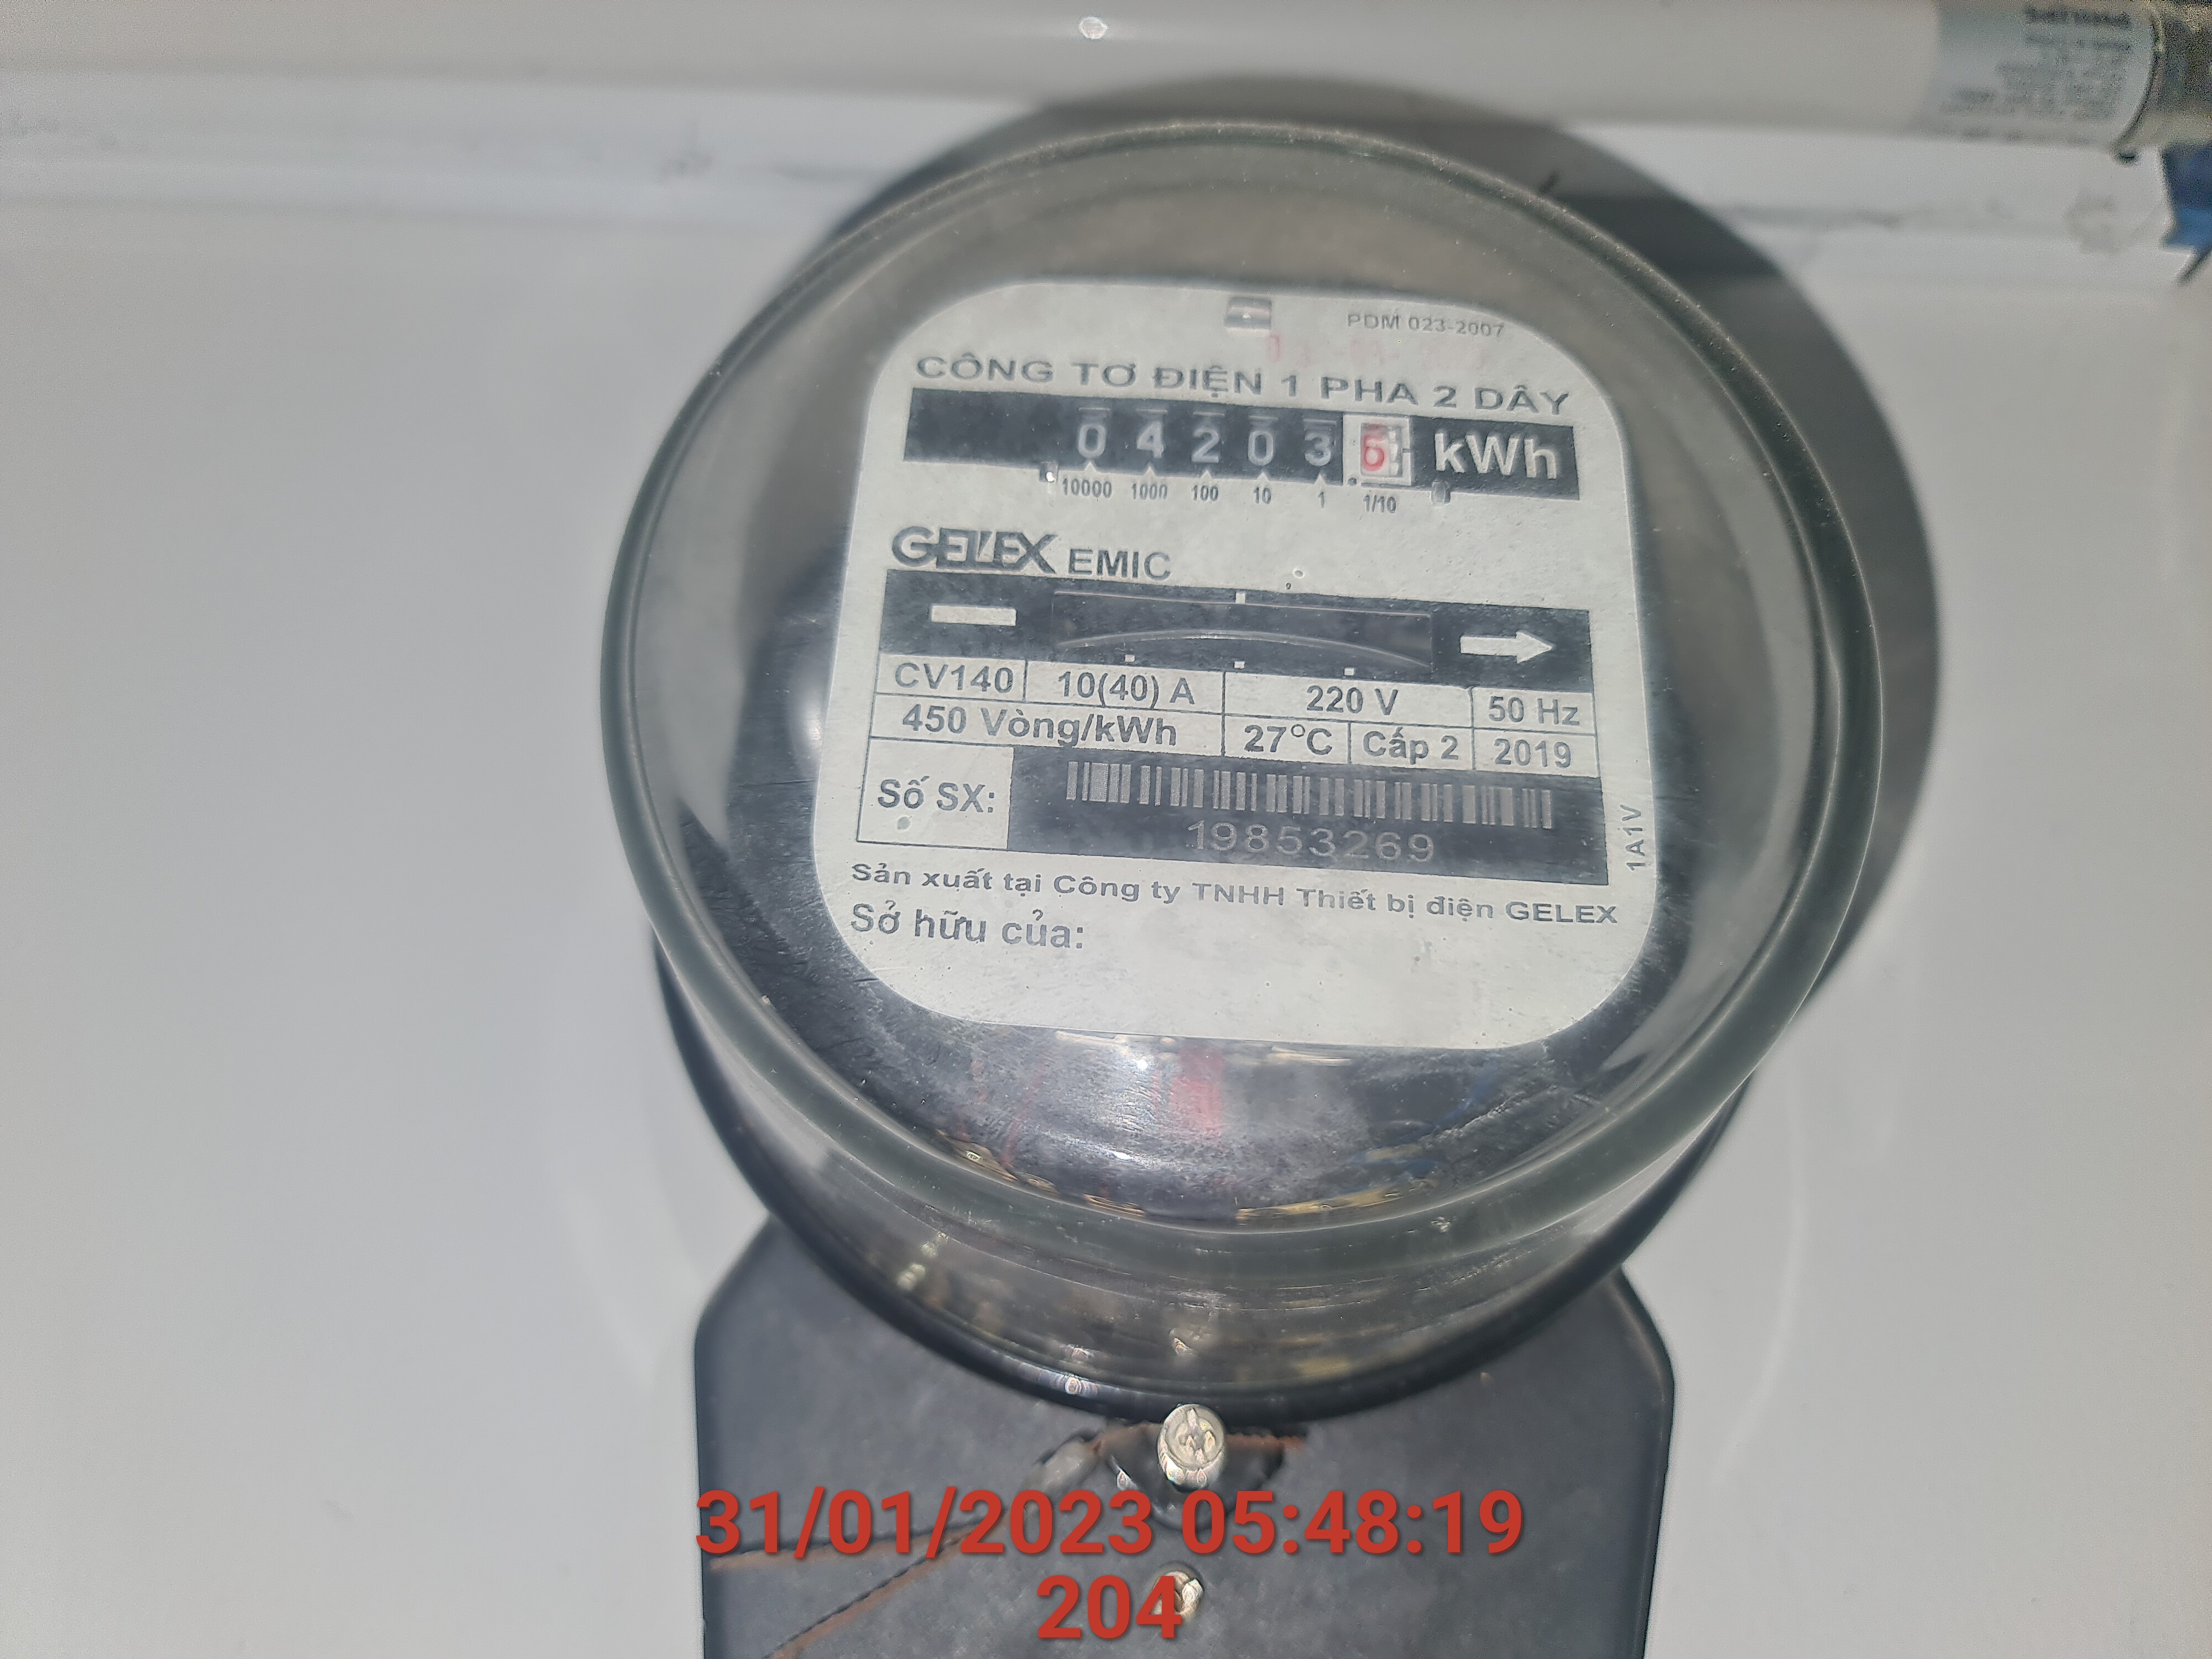 PDM 023-2007
CÔNG TƠ ĐIỆN 1 PHA 2 DÂY
0 4 2 0 3 6 kWh
10000 1000 100 10 1 1/10
GELEX EMIC
CV140 10(40) A 220 V 50 Hz
450 Vòng/kWh 27°C Cấp 2 2019
Số SX:
19853269
1A1V
Sản xuất tại Công ty TNHH Thiết bị điện GELEX
Sở hữu của:
31/01/2023 05:48:19
204